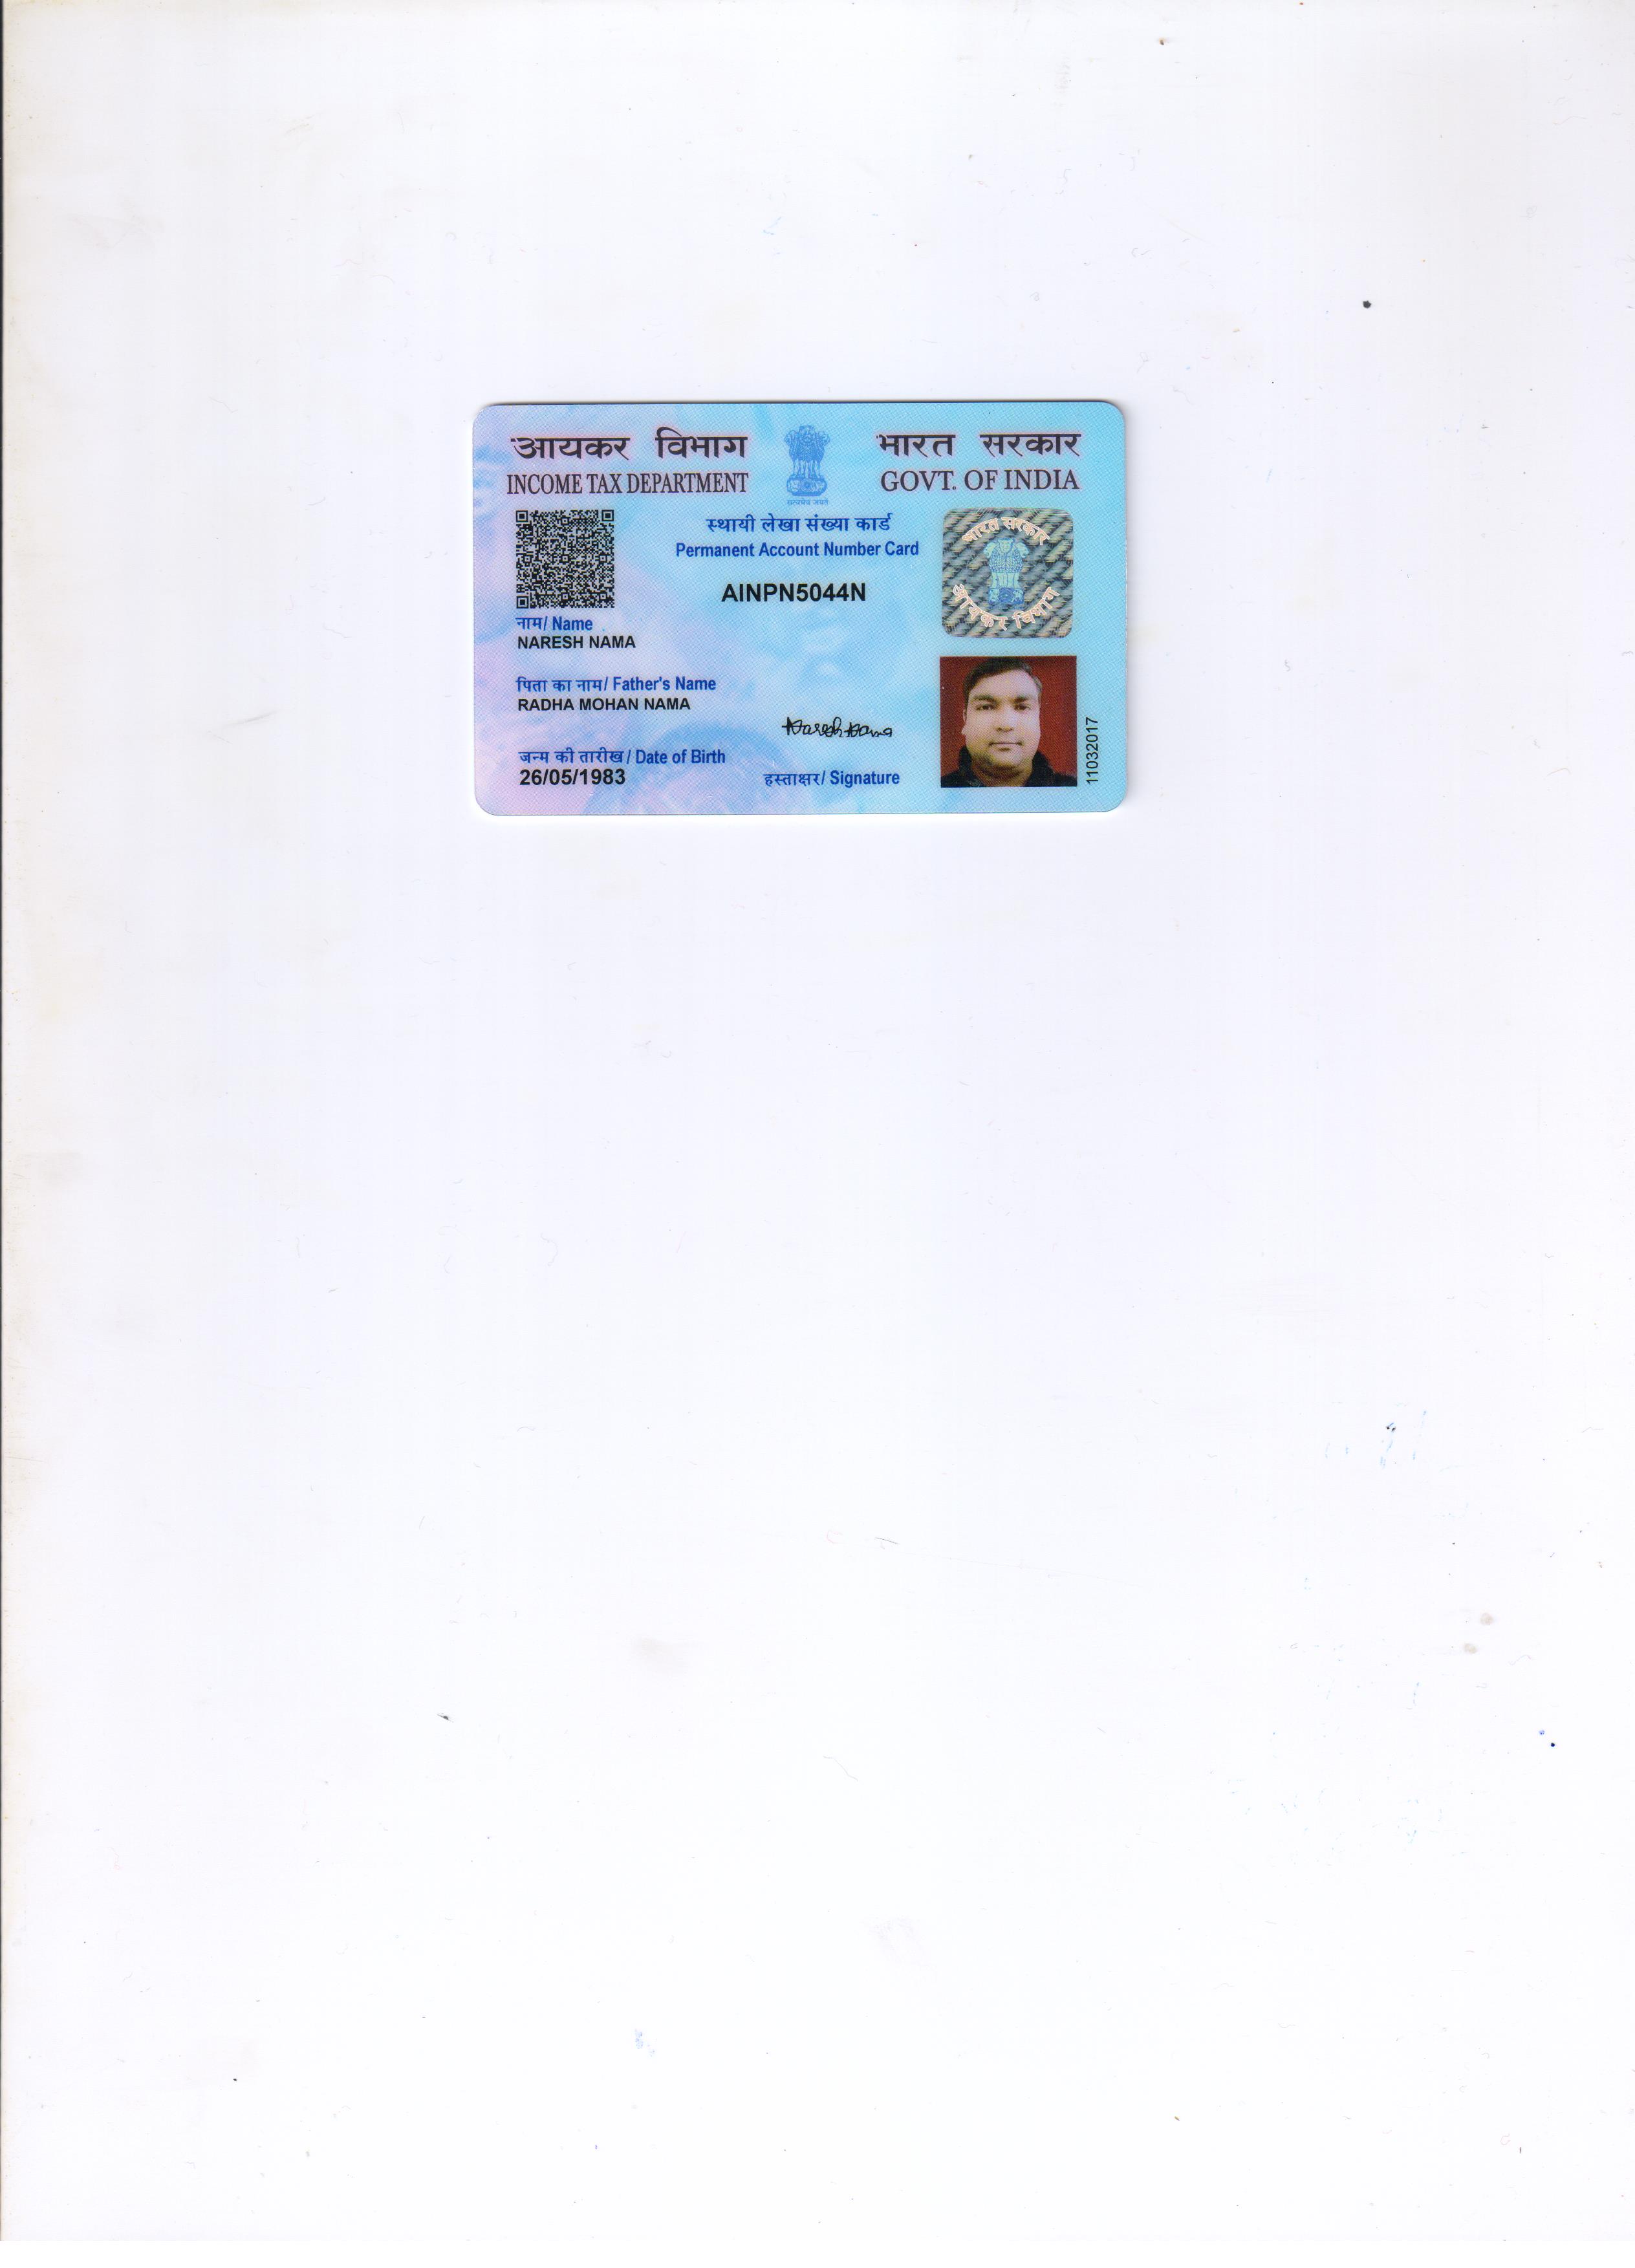 आयकर विभाग
INCOME TAX DEPARTMENT
सत्यमेव जयते
भारत सरकार
GOVT. OF INDIA
स्थायी लेखा संख्या कार्ड
Permanent Account Number Card
AINPN5044N
भारत सरकार
आयकर विभाग
नाम/ Name
NARESH NAMA
पिता का नाम/ Father's Name
RADHA MOHAN NAMA
Naresh Nama
जन्म की तारीख/ Date of Birth
26/05/1983
हस्ताक्षर/ Signature
11032017